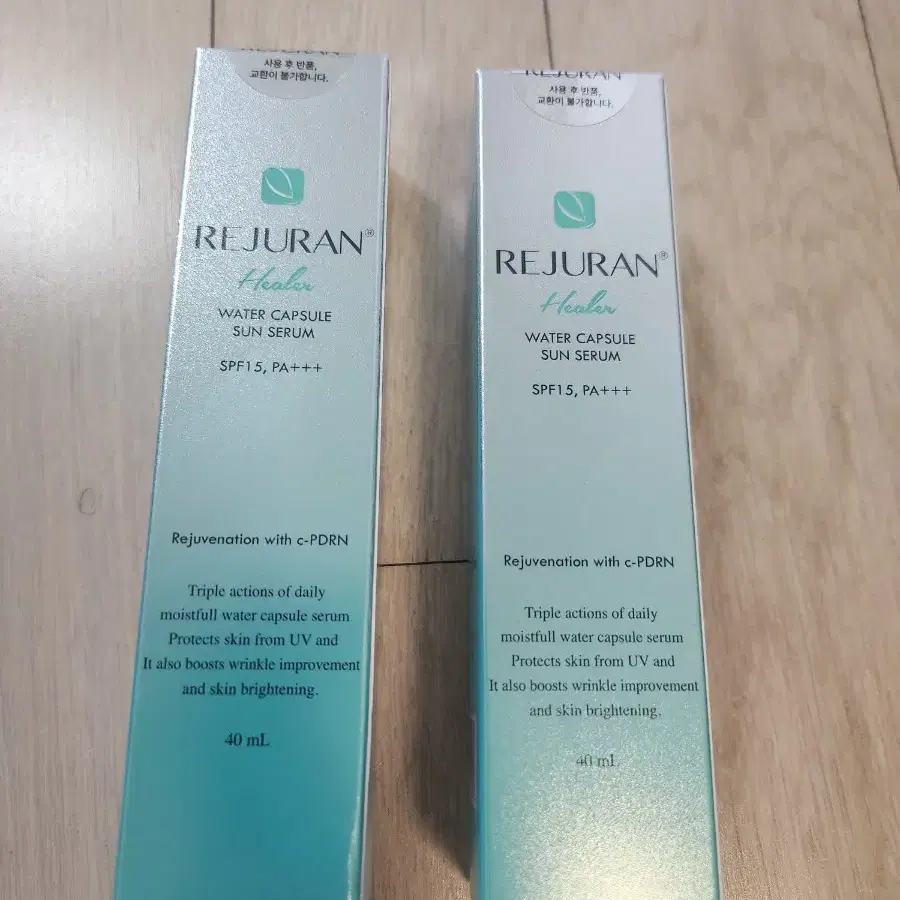 REJURAN
사용 후 반품,
교환이 불가합니다.
REJURAN®
Healer
WATER CAPSULE
SUN SERUM
SPF15, PA+++
Rejuvenation with c-PDRN
Triple actions of daily
moistfull water capsule serum
Protects skin from UV and
It also boosts wrinkle improvement
and skin brightening.
40 mL
REJURAN
사용 후 반품,
교환이 불가합니다.
REJURAN®
Healer
WATER CAPSULE
SUN SERUM
SPF15, PA+++
Rejuvenation with c-PDRN
Triple actions of daily
moistfull water capsule serum
Protects skin from UV and
It also boosts wrinkle improvement
and skin brightening.
40 mL